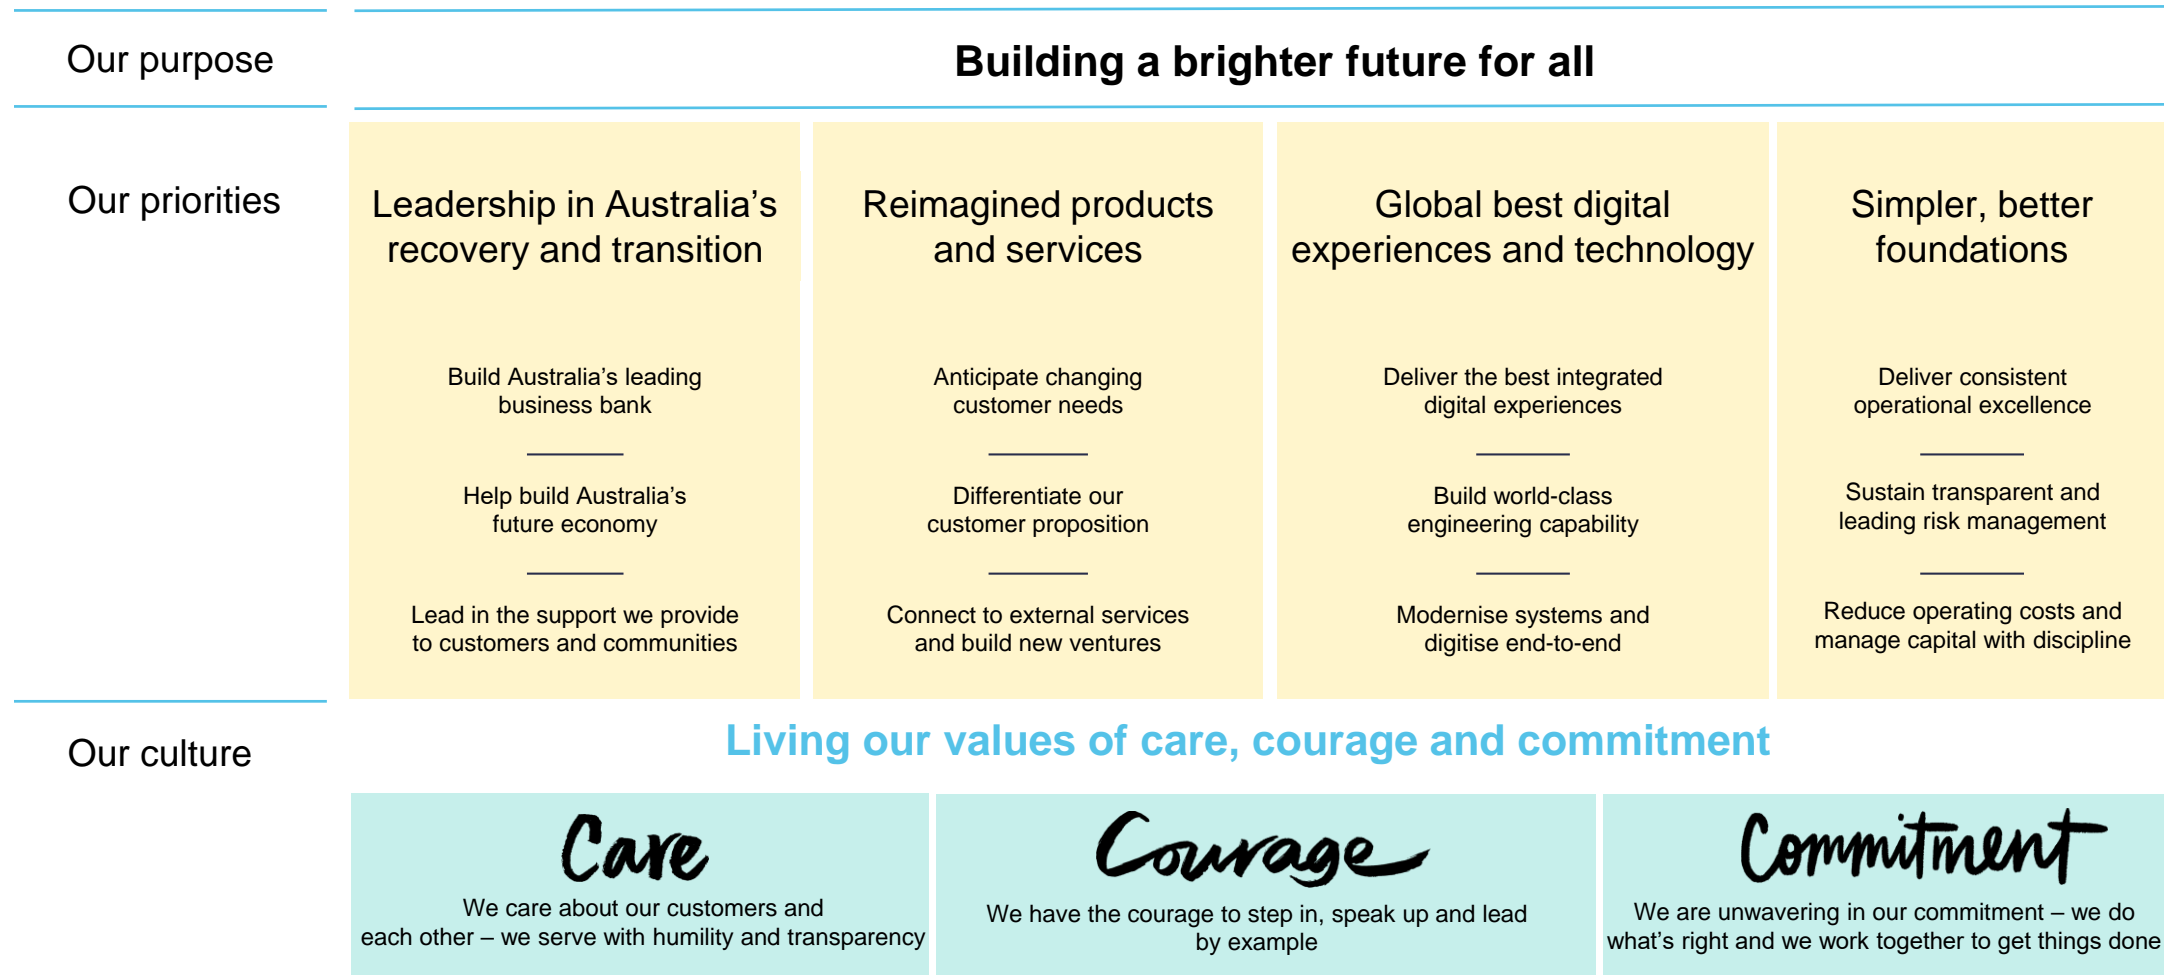 Our purpose
Building a brighter future for all
Our priorities
Leadership in Australia’s
recovery and transition
Build Australia’s leading
business bank
Help build Australia’s
future economy
Lead in the support we provide
to customers and communities
Reimagined products
and services
Anticipate changing
customer needs
Differentiate our
customer proposition
Connect to external services
and build new ventures
Global best digital
experiences and technology
Deliver the best integrated
digital experiences
Build world-class
engineering capability
Modernise systems and
digitise end-to-end
Simpler, better
foundations
Deliver consistent
operational excellence
Sustain transparent and
leading risk management
Reduce operating costs and
manage capital with discipline
Our culture
Living our values of care, courage and commitment
Care
We care about our customers and
each other – we serve with humility and transparency
Courage
We have the courage to step in, speak up and lead
by example
Commitment
We are unwavering in our commitment – we do
what’s right and we work together to get things done